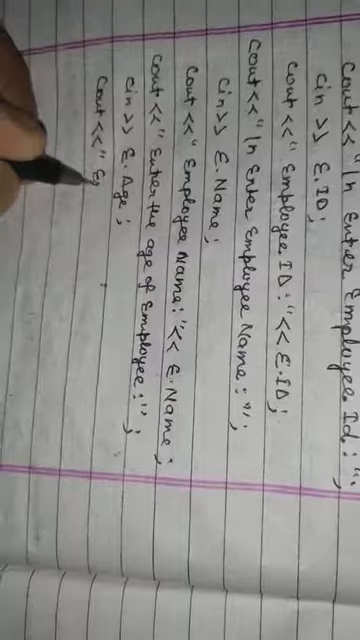 cout<<"\n Enter Employee Id:";
cin>> E.ID;
cout<<" Employee ID:"<< E.ID;
cout<<"\n Enter Employee Name:";
cin>> E.Name;
cout<<" Employee Name:"<< E.Name;
cout<<" Enter the age of Employee:";
cin>> E.Age;
cout<<" E